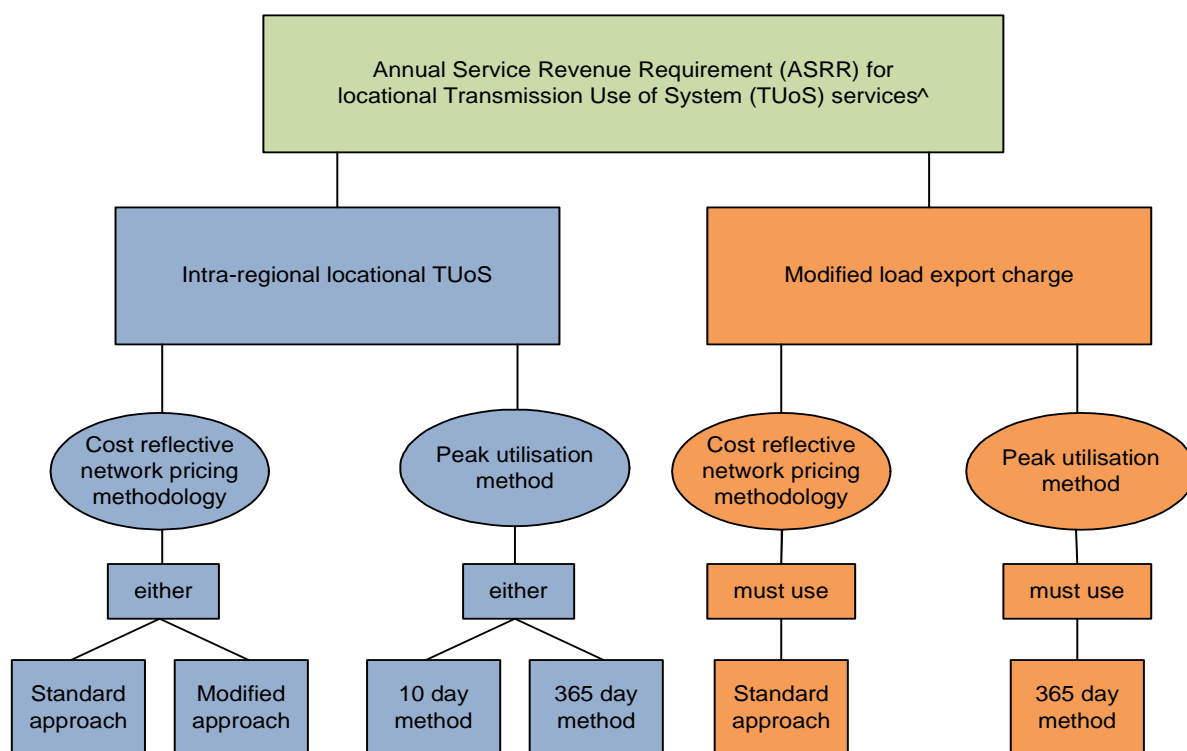 Annual Service Revenue Requirement (ASRR) for
locational Transmission Use of System (TUoS) services^
Intra-regional locational TUoS
Modified load export charge
Cost reflective
network pricing
methodology
Peak utilisation
method
Cost reflective
network pricing
methodology
Peak utilisation
method
either
either
must use
must use
Standard
approach
Modified
approach
10 day
method
365 day
method
Standard
approach
365 day
method